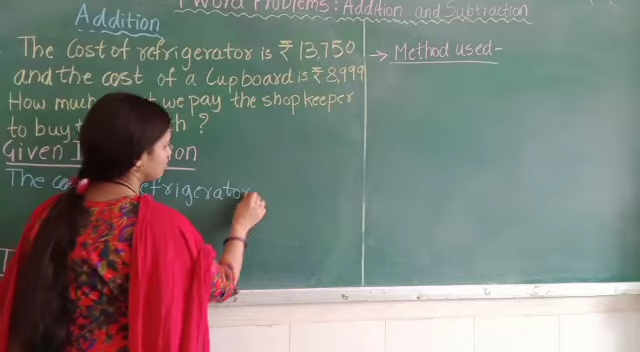 Word Problems: Addition and Subtraction
Addition
The Cost of refrigerator is ₹ 13,750
and the cost of a Cupboard is ₹ 8,999
How much we pay the shopkeeper
to buy ?
Given
The refrigerator
→ Method used-